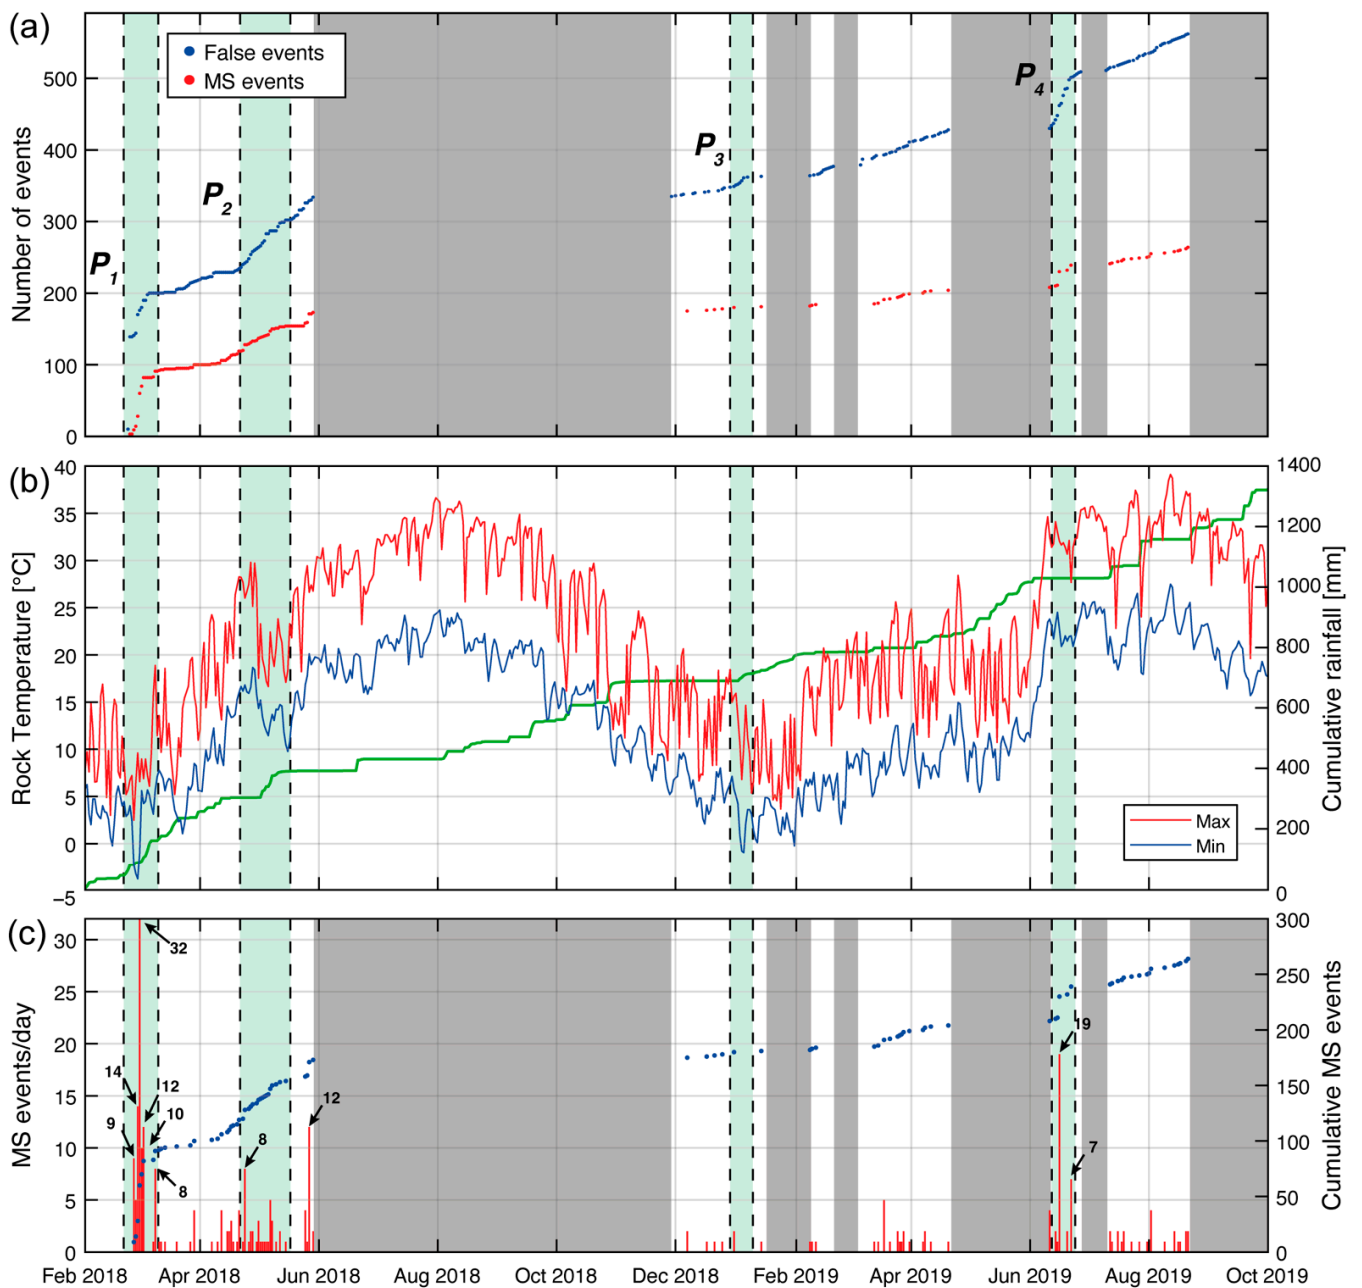 (a)
False events
MS events
P1
P2
P3
P4
Number of events
500
400
300
200
100
0
(b)
40
35
30
25
20
15
10
5
0
−5
Rock Temperature [°C]
1400
1200
1000
800
600
400
200
0
Cumulative rainfall [mm]
Max
Min
(c)
30
25
20
15
10
5
0
MS events/day
32
14
12
10
9
8
8
12
19
7
300
250
200
150
100
50
0
Cumulative MS events
Feb 2018 Apr 2018 Jun 2018 Aug 2018 Oct 2018 Dec 2018 Feb 2019 Apr 2019 Jun 2019 Aug 2019 Oct 2019